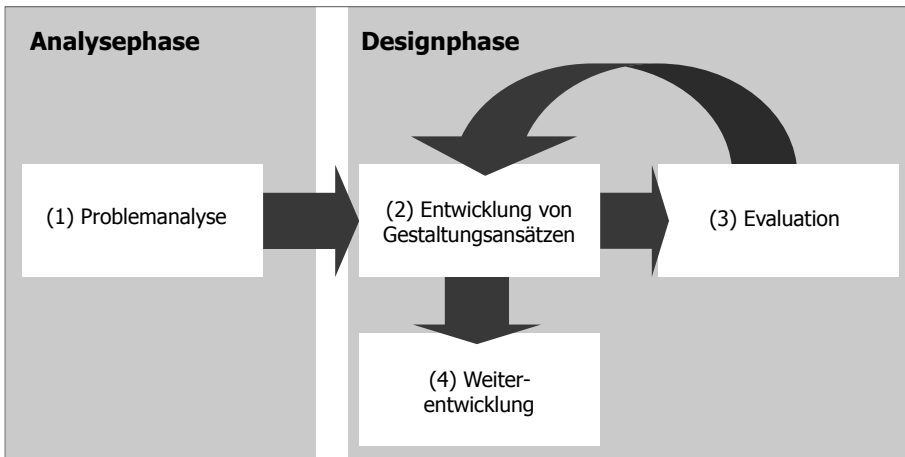 Analysephase
Designphase
(1) Problemanalyse
(2) Entwicklung von
Gestaltungsansätzen
(3) Evaluation
(4) Weiter-
entwicklung